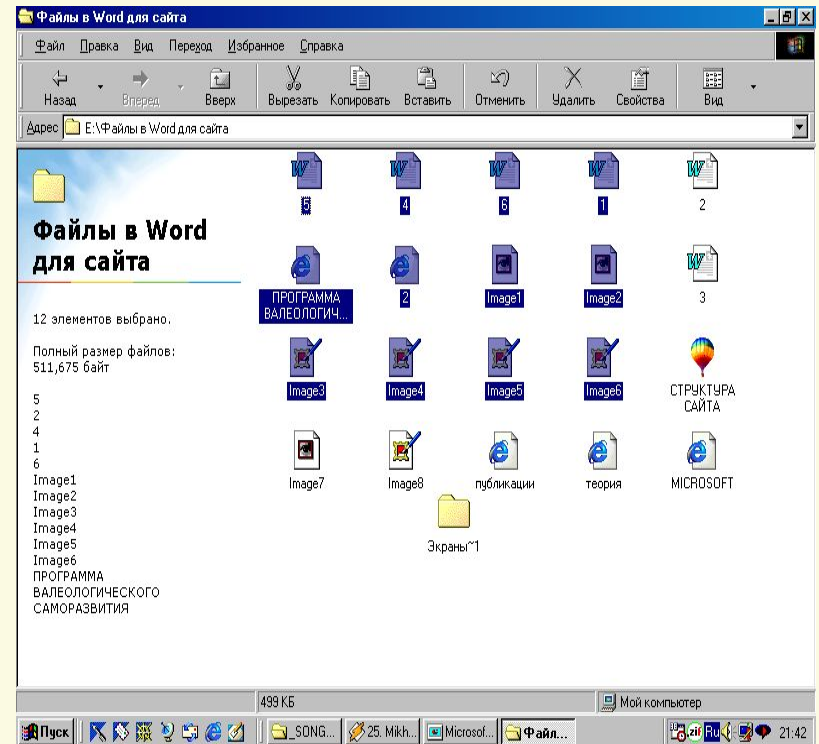 Файлы в Word для сайта
Файл Правка Вид Переход Избранное Справка
Назад Вперед Вверх Вырезать Копировать Вставить Отменить Удалить Свойства Вид
Адрес E:\Файлы в Word для сайта
Файлы в Word
для сайта
12 элементов выбрано.
Полный размер файлов:
511,675 байт
5
2
4
1
6
Image1
Image2
Image3
Image4
Image5
Image6
ПРОГРАММА
ВАЛЕОЛОГИЧЕСКОГО
САМОРАЗВИТИЯ
5 4 6 1 2
ПРОГРАММА
ВАЛЕОЛОГИЧ...
2 Image1 Image2 3
Image3 Image4 Image5 Image6 СТРУКТУРА
САЙТА
Image7 Image8 публикации теория MICROSOFT
Экраны~1
499 КБ Мой компьютер
Пуск _SONG... 25. Mikh... Microsof... Файл... Ru 21:42